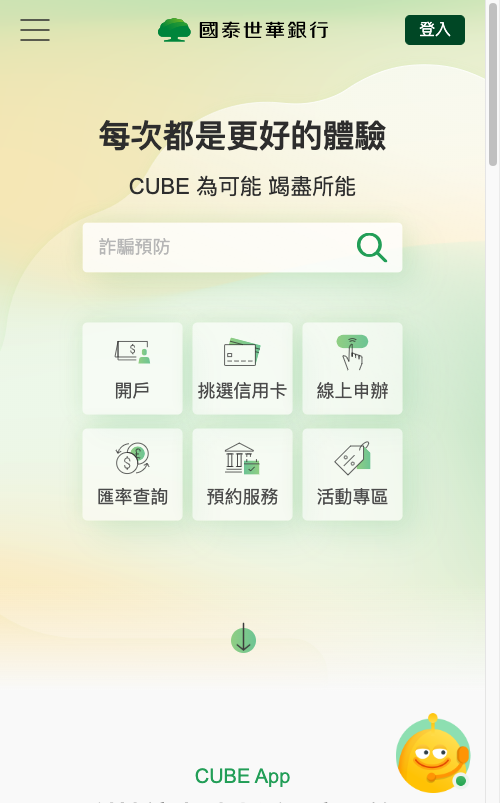 國泰世華銀行
登入
每次都是更好的體驗
CUBE 為可能 竭盡所能
詐騙預防
開戶
挑選信用卡
線上申辦
匯率查詢
預約服務
活動專區
CUBE App